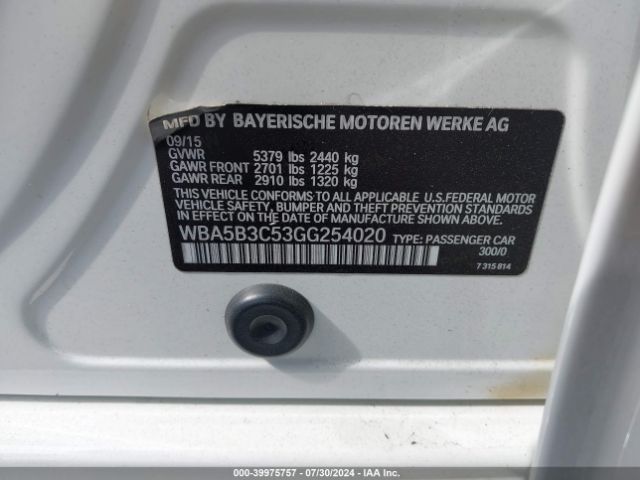 MFD BY BAYERISCHE MOTOREN WERKE AG
09/15
GVWR 5379 lbs 2440 kg
GAWR FRONT 2701 lbs 1225 kg
GAWR REAR 2910 lbs 1320 kg
THIS VEHICLE CONFORMS TO ALL APPLICABLE U.S.FEDERAL MOTOR
VEHICLE SAFETY, BUMPER AND THEFT PREVENTION STANDARDS
IN EFFECT ON THE DATE OF MANUFACTURE SHOWN ABOVE.
WBA5B3C53GG254020 TYPE: PASSENGER CAR
300/0
7 315 814
000-39975757 - 07/30/2024 - IAA Inc.